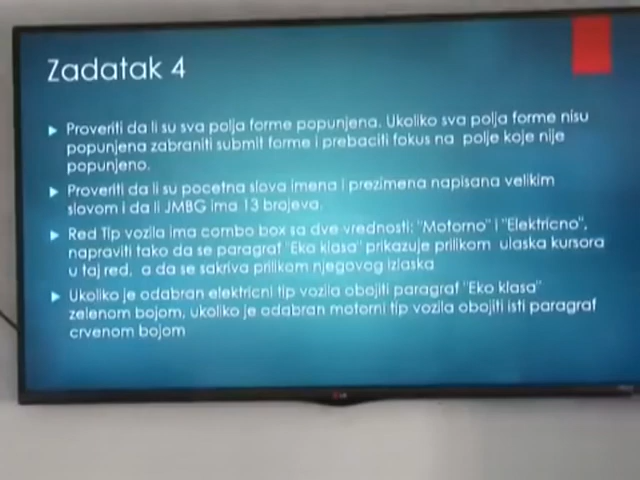 Zadatak 4
Proveriti da li su sva polja forme popunjena. Ukoliko sva polja forme nisu
popunjena zabraniti submit forme i prebaciti fokus na polje koje nije
popunjeno.
Proveriti da li su pocetna slova imena i prezimena napisana velikim
slovom i da li JMBG ima 13 brojeva.
Red Tip vozila ima combo box sa dve vrednosti: "Motorno" i "Elektricno",
napraviti tako da se paragraf "Eko klasa" prikazuje prilikom ulaska kursora
u taj red, a da se sakriva prilikom njegovog izlaska
Ukoliko je odabran elektricni tip vozila obojiti paragraf "Eko klasa"
zelenom bojom, ukoliko je odabran motorni tip vozila obojiti isti paragraf
crvenom bojom
LG